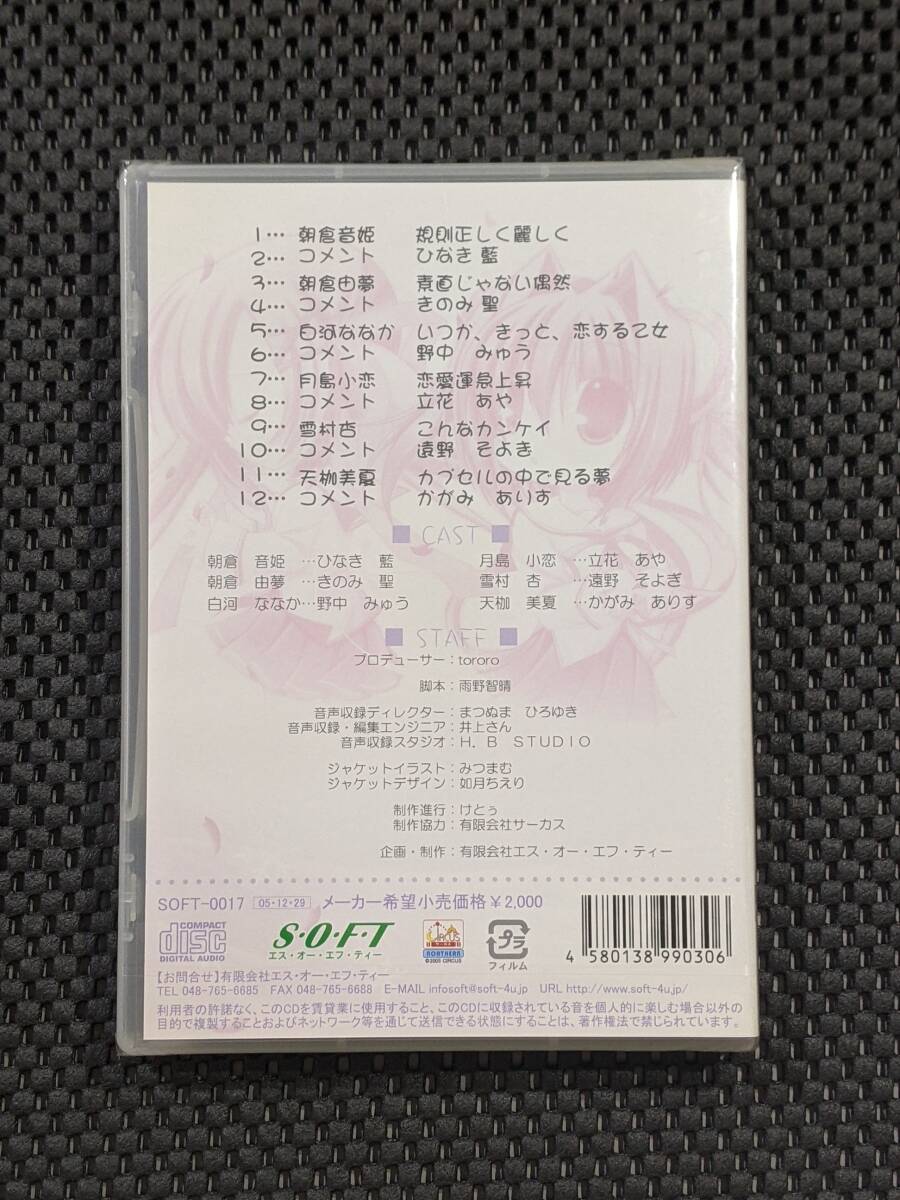 1… 朝倉音姫 規則正しく麗しく
2… コメント ひなき 藍
3… 朝倉由夢 素直じゃない偶然
4… コメント きのみ 聖
5… 白河ななか いつか、きっと、恋する乙女
6… コメント 野中 みゅう
7… 月島小恋 恋愛運急上昇
8… コメント 立花 あや
9… 雪村杏 こんなカンケイ
10… コメント 遠野 そよぎ
11… 天枷美夏 カプセルの中で見る夢
12… コメント かがみ ありす
■ CAST ■
朝倉 音姫 …ひなき 藍 月島 小恋 …立花 あや
朝倉 由夢 …きのみ 聖 雪村 杏 …遠野 そよぎ
白河 ななか…野中 みゅう 天枷 美夏 …かがみ ありす
■ STAFF ■
プロデューサー：tororo
脚本：雨野智晴
音声収録ディレクター：まつぬま ひろゆき
音声収録・編集エンジニア：井上さん
音声収録スタジオ：H．B STUDIO
ジャケットイラスト：みつまむ
ジャケットデザイン：如月ちえり
制作進行：けとぅ
制作協力：有限会社サーカス
企画・制作：有限会社エス・オー・エフ・ティー
SOFT-0017 05・12・29 メーカー希望小売価格￥2,000
COMPACT disc DIGITAL AUDIO
S・O・F・T
エス・オー・エフ・ティー
CIRCUS
NORTHERN
©2005 CIRCUS
プラ
フィルム
4 580138 990306
【お問合せ】有限会社エス・オー・エフ・ティー
TEL 048-765-6685 FAX 048-765-6688 E-MAIL infosoft@soft-4u.jp URL http://www.soft-4u.jp/
利用者の許諾なく、このCDを賃貸業に使用すること、このCDに収録されている音を個人的に楽しむ場合以外の
目的で複製することおよびネットワーク等を通じて送信できる状態にすることは、著作権法で禁じられています。